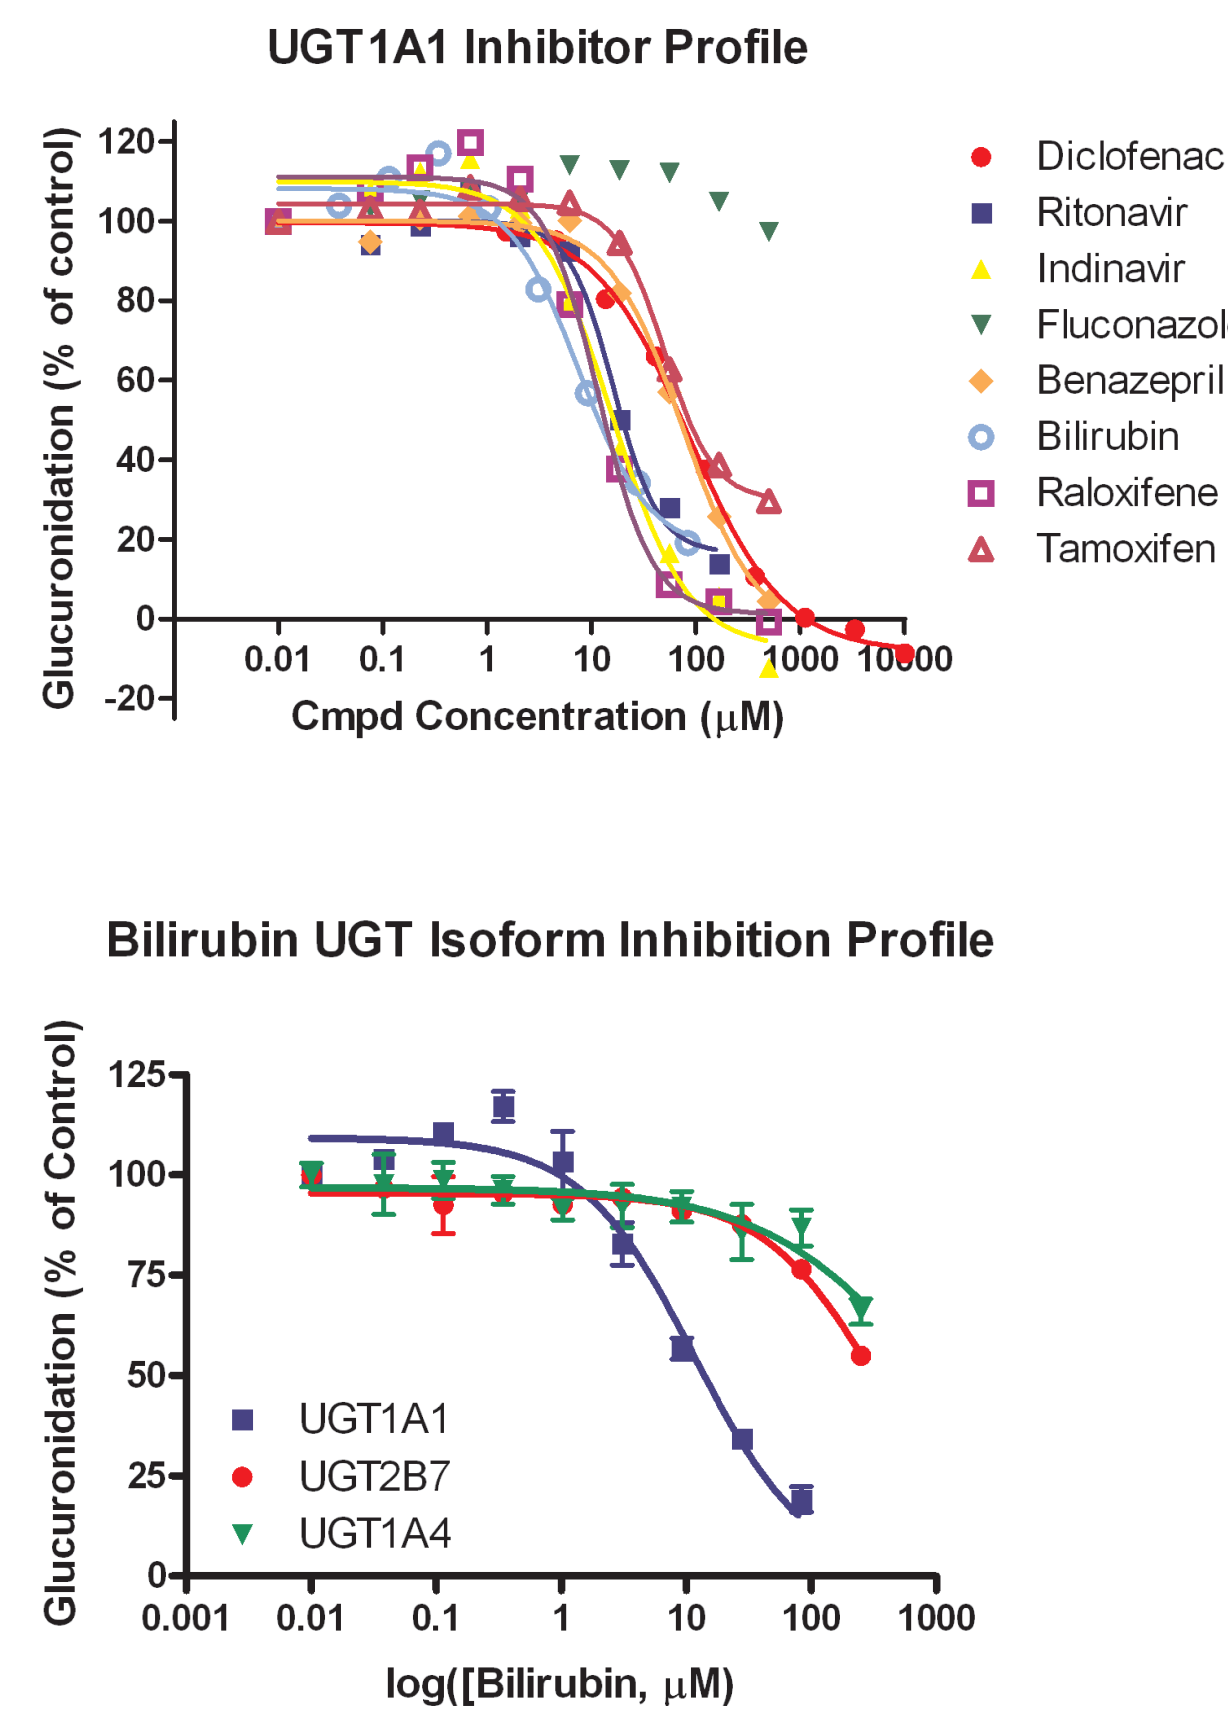 UGT1A1 Inhibitor Profile
Glucuronidation (% of control)
120
100
80
60
40
20
0
-20
0.01 0.1 1 10 100 1000 10000
Cmpd Concentration (μM)
Diclofenac
Ritonavir
Indinavir
Fluconazol
Benazepril
Bilirubin
Raloxifene
Tamoxifen
Bilirubin UGT Isoform Inhibition Profile
Glucuronidation (% of Control)
125
100
75
50
25
0
UGT1A1
UGT2B7
UGT1A4
0.001 0.01 0.1 1 10 100 1000
log([Bilirubin, μM)